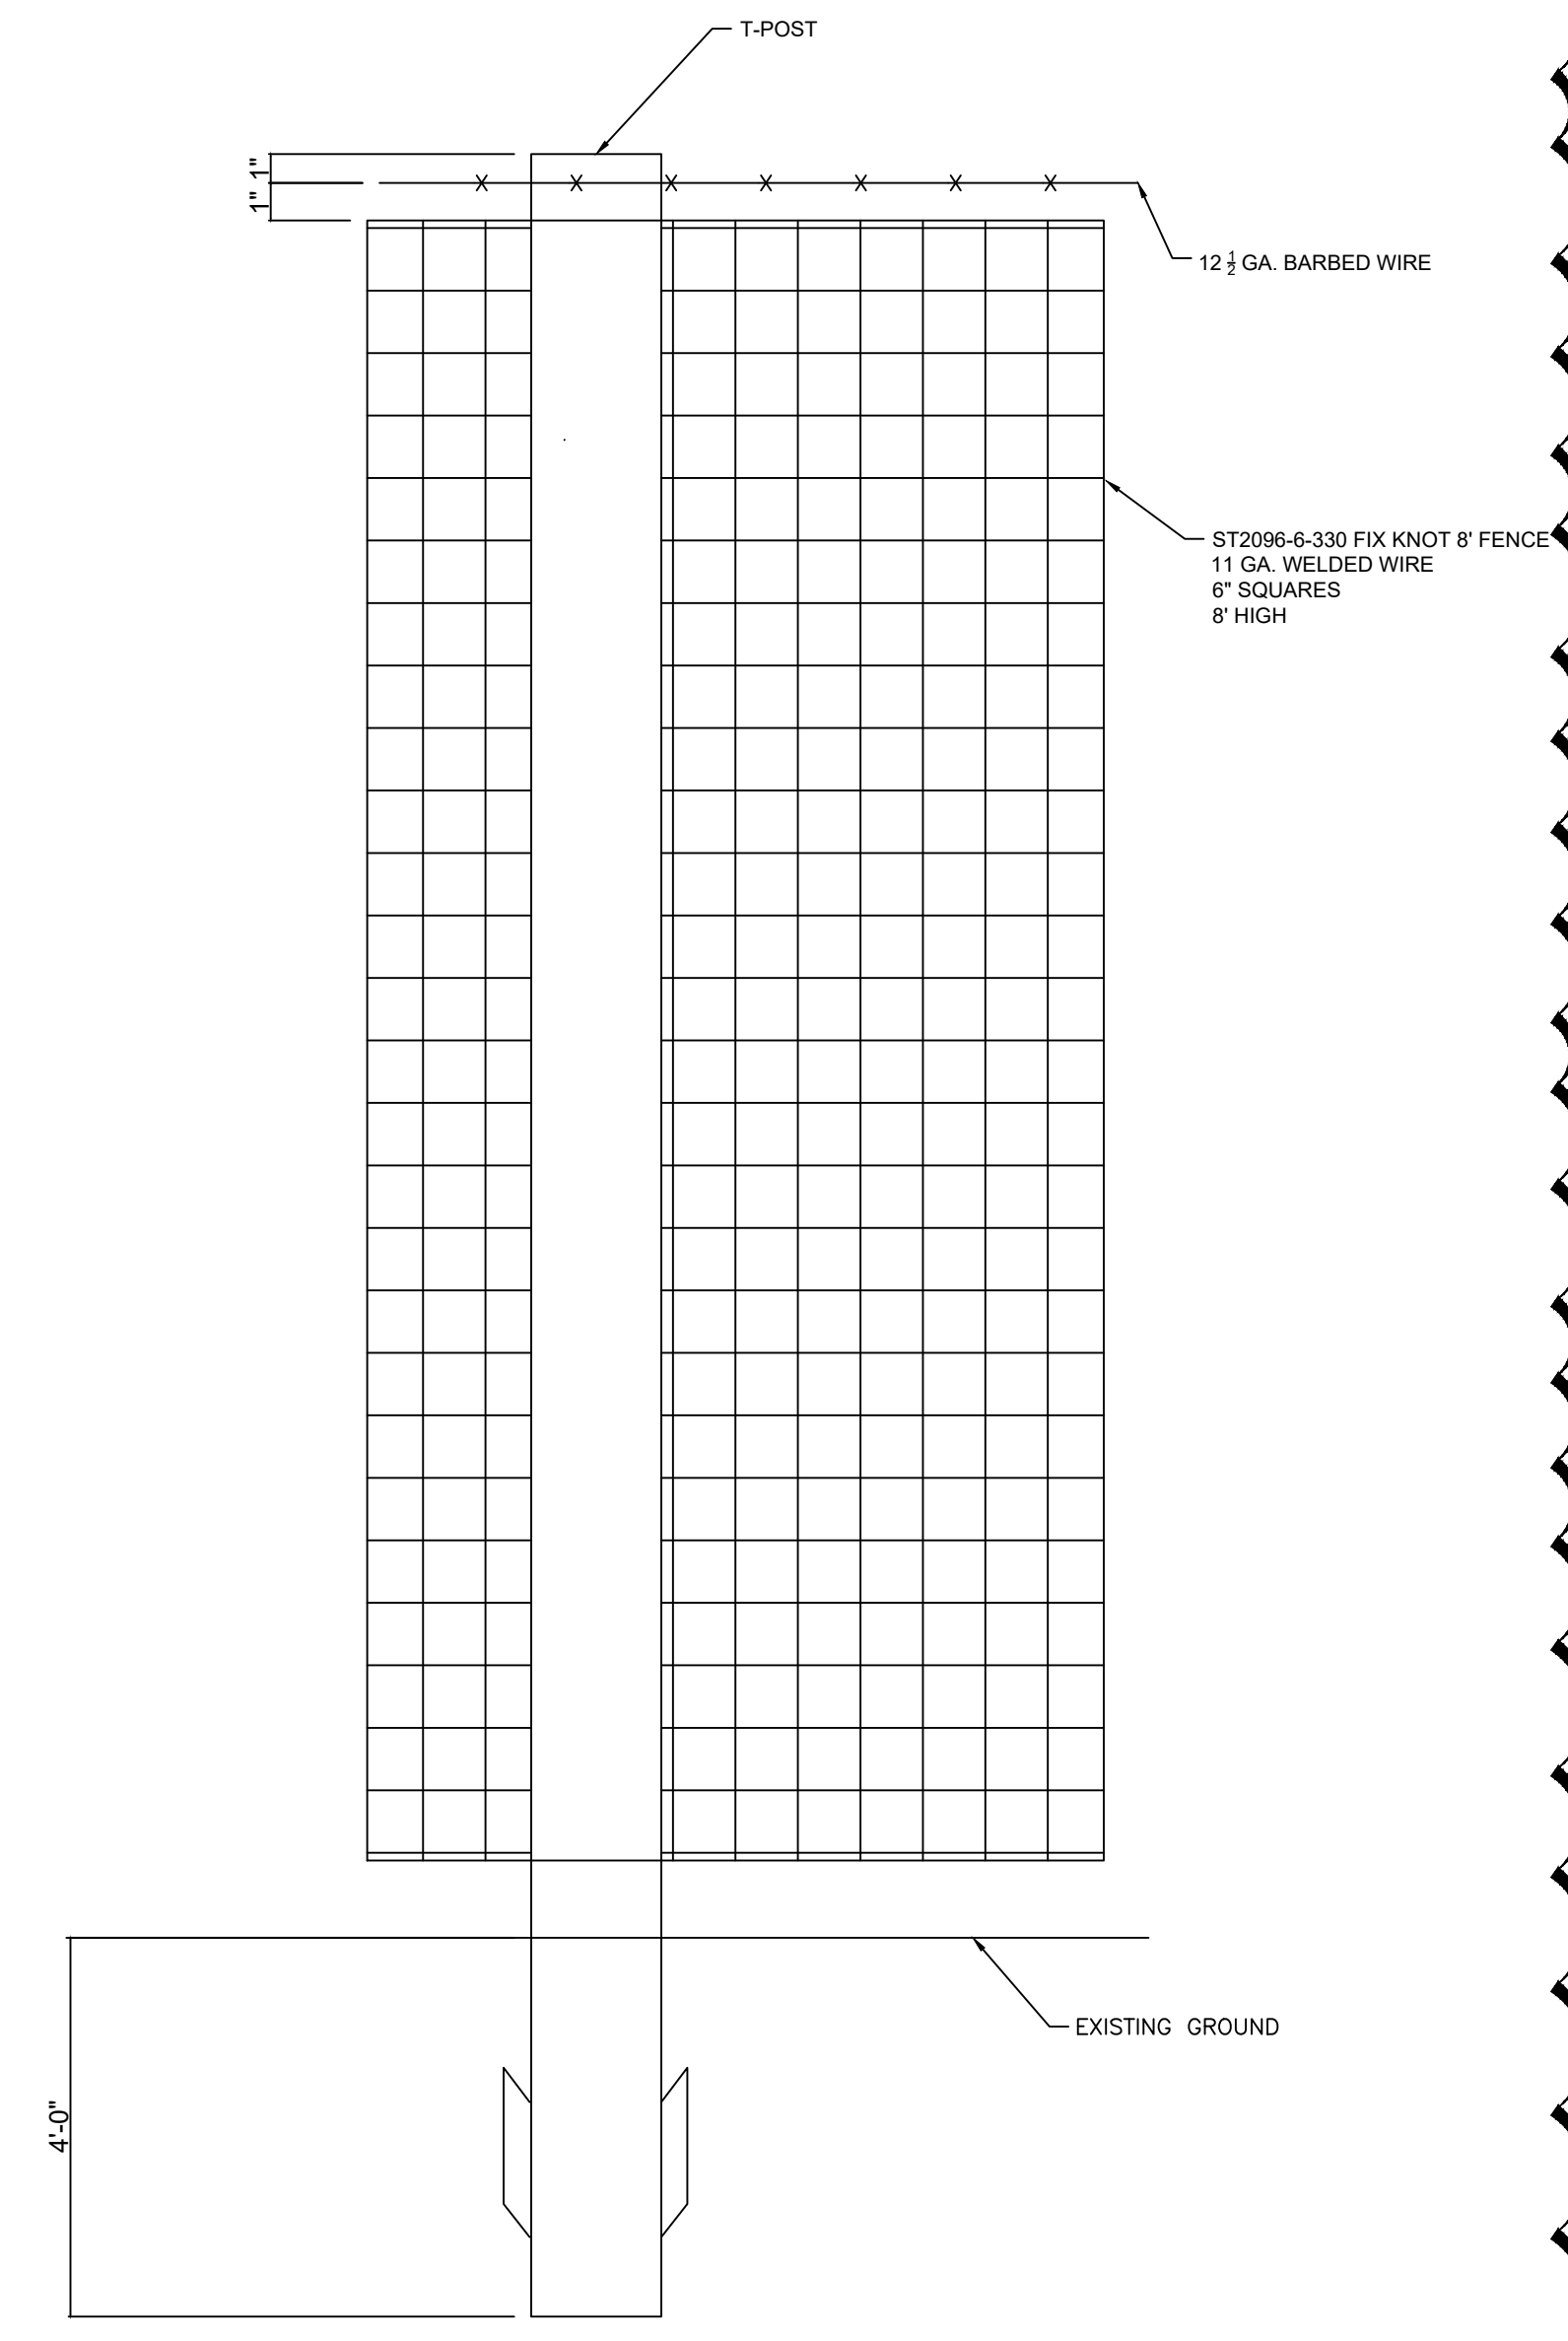 T-POST
1"
1"
12 ½ GA. BARBED WIRE
ST2096-6-330 FIX KNOT 8' FENCE
11 GA. WELDED WIRE
6" SQUARES
8' HIGH
EXISTING GROUND
4'-0"